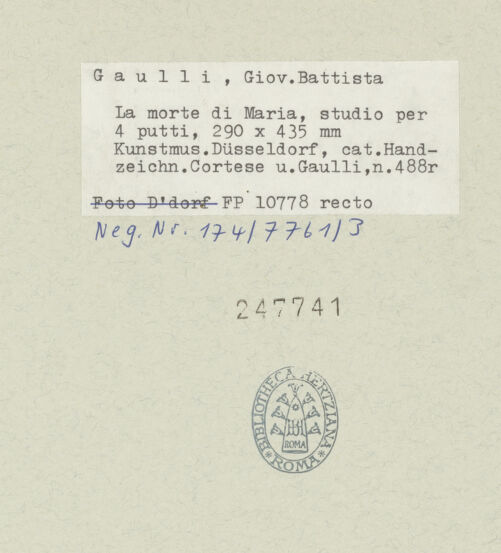 G a u l l i , Giov.Battista
La morte di Maria, studio per
4 putti, 290 x 435 mm
Kunstmus.Düsseldorf, cat.Hand-
zeichn.Cortese u.Gaulli,n.488r
Foto D'dorf FP 10778 recto
Neg. Nr. 174/7761/3
247741
BIBLIOTHECA HERTZIANA
ROMA
*ROMA*